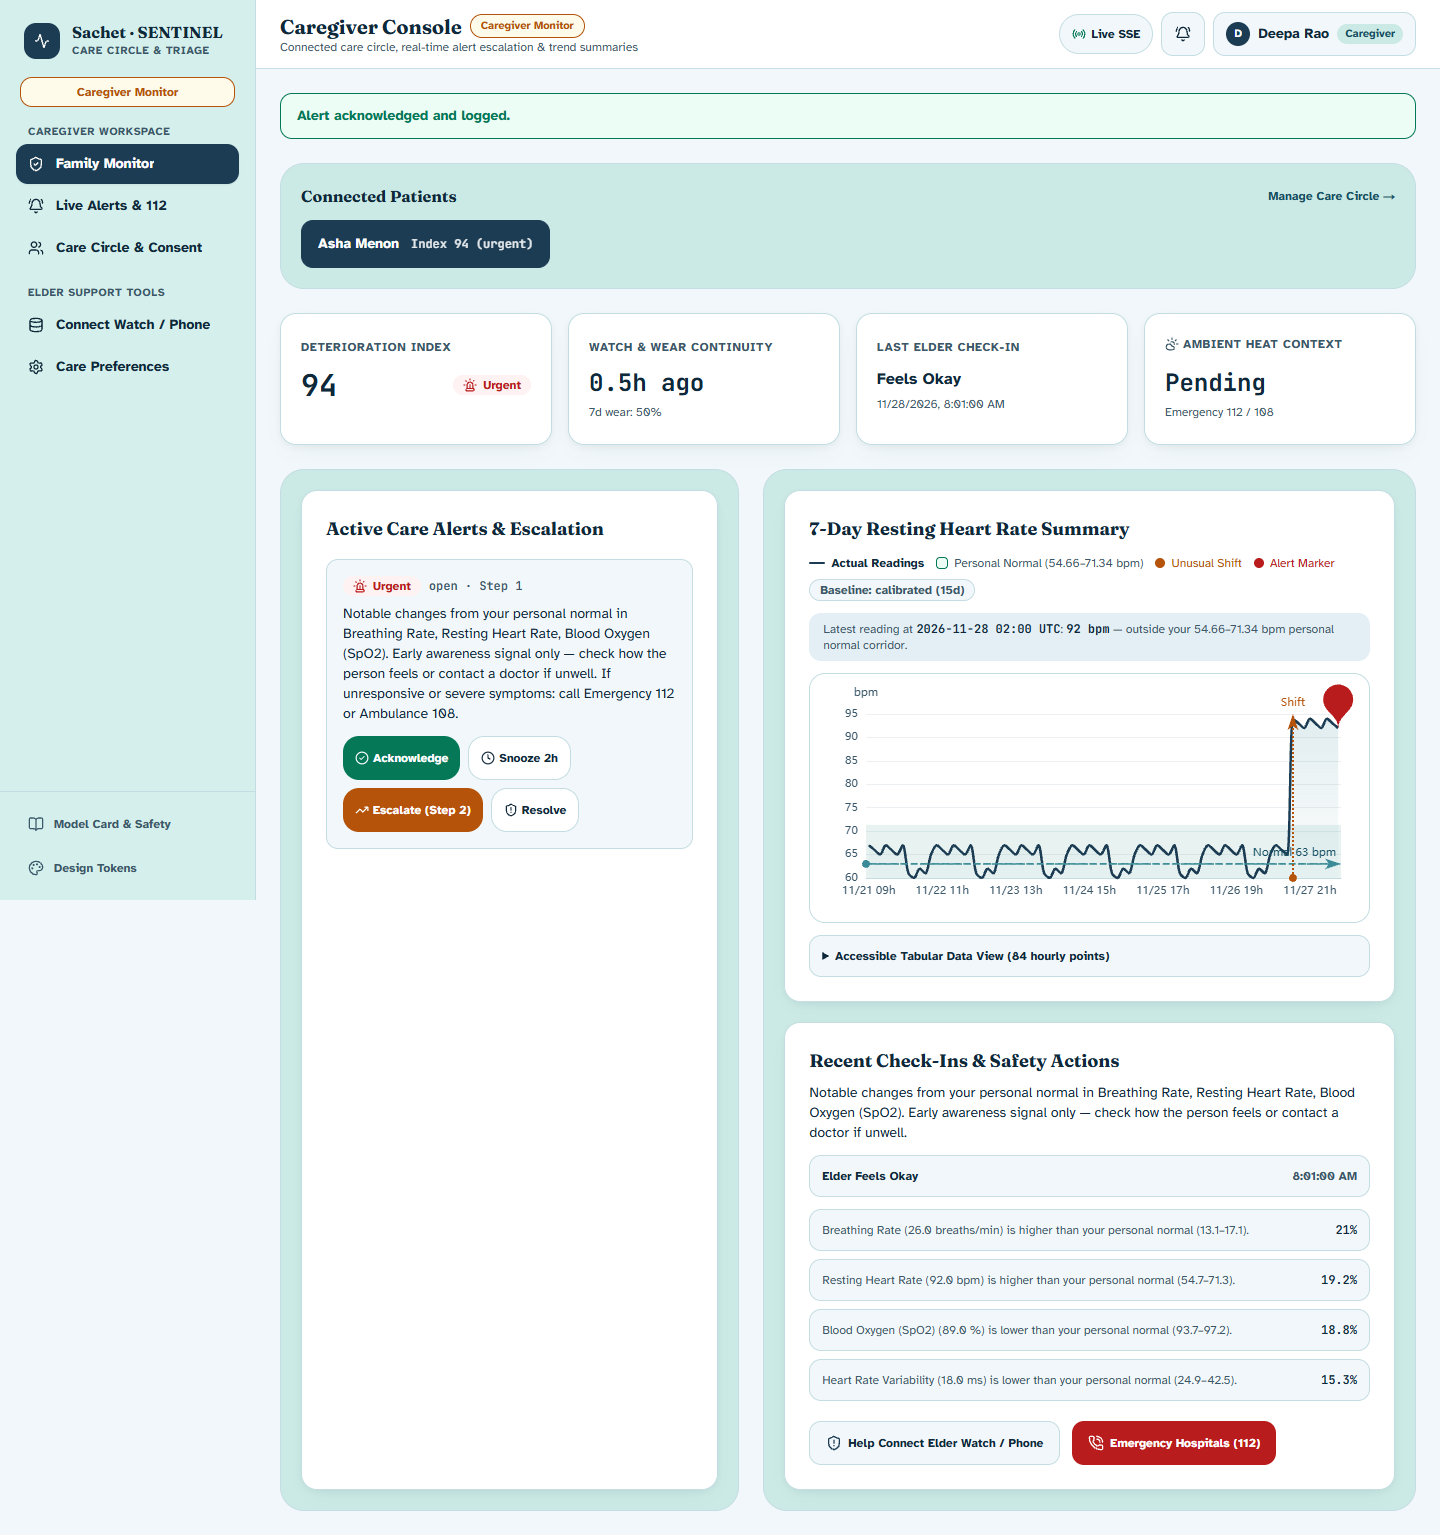 Sachet · SENTINEL
CARE CIRCLE & TRIAGE
Caregiver Monitor
CAREGIVER WORKSPACE
Family Monitor
Live Alerts & 112
Care Circle & Consent
ELDER SUPPORT TOOLS
Connect Watch / Phone
Care Preferences
Model Card & Safety
Design Tokens
Caregiver Console
Caregiver Monitor
Connected care circle, real-time alert escalation & trend summaries
Live SSE
D
Deepa Rao
Caregiver
Alert acknowledged and logged.
Connected Patients
Manage Care Circle →
Asha Menon Index 94 (urgent)
DETERIORATION INDEX
94
Urgent
WATCH & WEAR CONTINUITY
0.5h ago
7d wear: 50%
LAST ELDER CHECK-IN
Feels Okay
11/28/2026, 8:01:00 AM
AMBIENT HEAT CONTEXT
Pending
Emergency 112 / 108
Active Care Alerts & Escalation
Urgent open · Step 1
Notable changes from your personal normal in
Breathing Rate, Resting Heart Rate, Blood Oxygen
(SpO2). Early awareness signal only — check how the
person feels or contact a doctor if unwell. If
unresponsive or severe symptoms: call Emergency 112
or Ambulance 108.
Acknowledge
Snooze 2h
Escalate (Step 2)
Resolve
7-Day Resting Heart Rate Summary
Actual Readings
Personal Normal (54.66–71.34 bpm)
Unusual Shift
Alert Marker
Baseline: calibrated (15d)
Latest reading at 2026-11-28 02:00 UTC: 92 bpm — outside your 54.66–71.34 bpm personal
normal corridor.
bpm
Shift
95
90
85
80
75
70
65
60
Normal 63 bpm
11/21 09h
11/22 11h
11/23 13h
11/24 15h
11/25 17h
11/26 19h
11/27 21h
Accessible Tabular Data View (84 hourly points)
Recent Check-Ins & Safety Actions
Notable changes from your personal normal in Breathing Rate, Resting Heart Rate, Blood
Oxygen (SpO2). Early awareness signal only — check how the person feels or contact a
doctor if unwell.
Elder Feels Okay
8:01:00 AM
Breathing Rate (26.0 breaths/min) is higher than your personal normal (13.1–17.1).
21%
Resting Heart Rate (92.0 bpm) is higher than your personal normal (54.7–71.3).
19.2%
Blood Oxygen (SpO2) (89.0 %) is lower than your personal normal (93.7–97.2).
18.8%
Heart Rate Variability (18.0 ms) is lower than your personal normal (24.9–42.5).
15.3%
Help Connect Elder Watch / Phone
Emergency Hospitals (112)